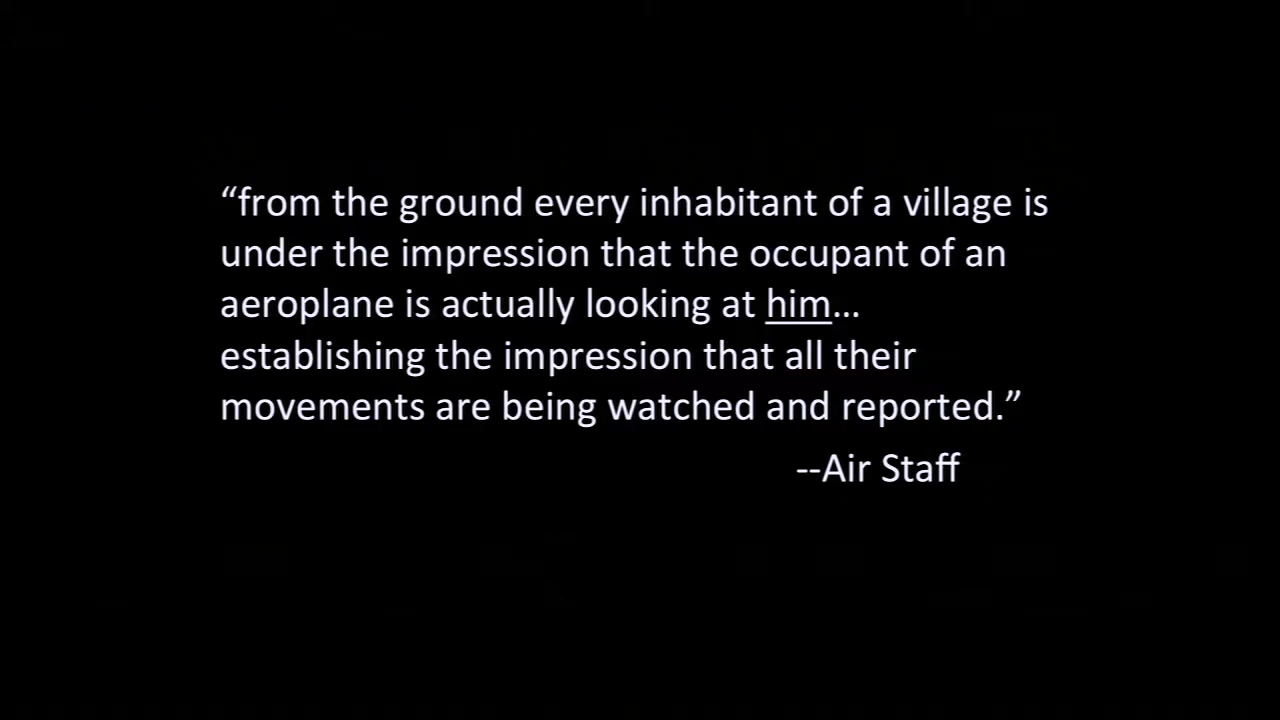 “from the ground every inhabitant of a village is
under the impression that the occupant of an
aeroplane is actually looking at him...
establishing the impression that all their
movements are being watched and reported.”
--Air Staff